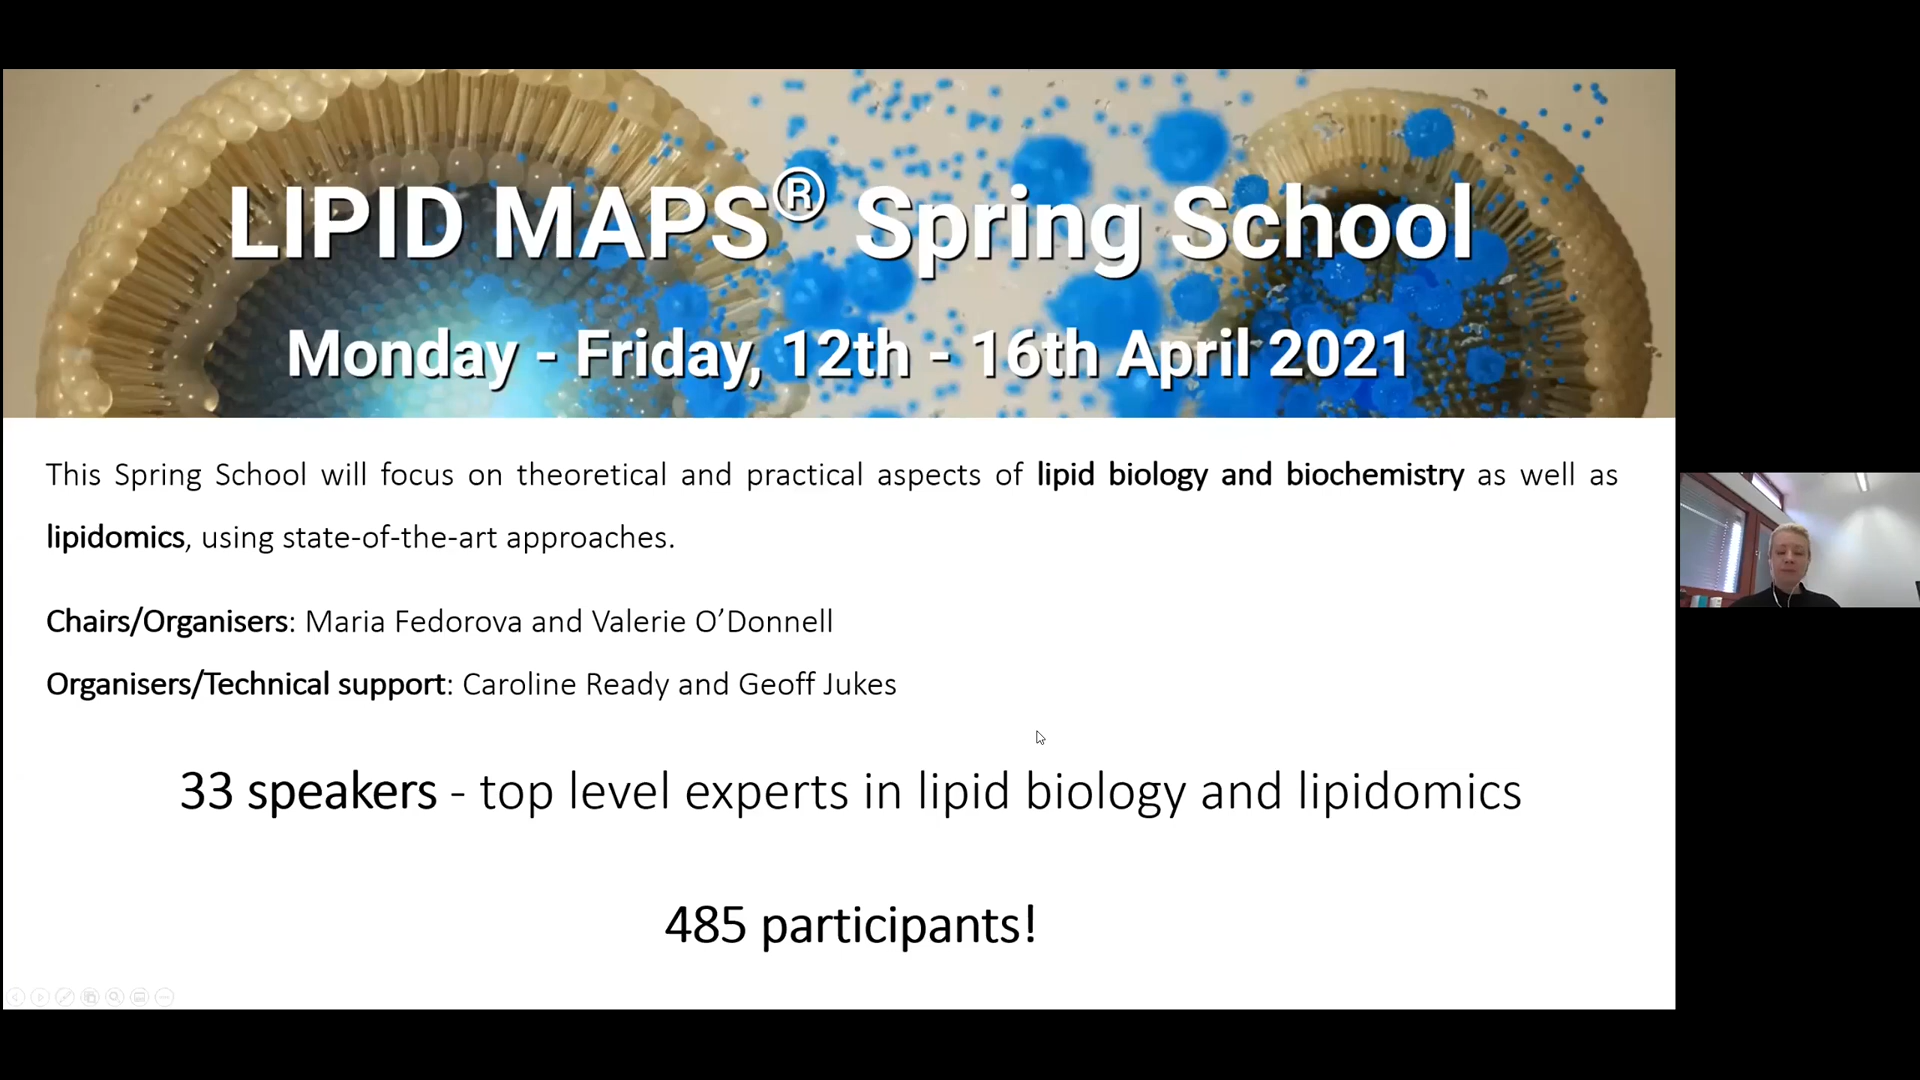 LIPID MAPS® Spring School
Monday - Friday, 12th - 16th April 2021
This Spring School will focus on theoretical and practical aspects of lipid biology and biochemistry as well as
lipidomics, using state-of-the-art approaches.
Chairs/Organisers: Maria Fedorova and Valerie O’Donnell
Organisers/Technical support: Caroline Ready and Geoff Jukes
33 speakers - top level experts in lipid biology and lipidomics
485 participants!